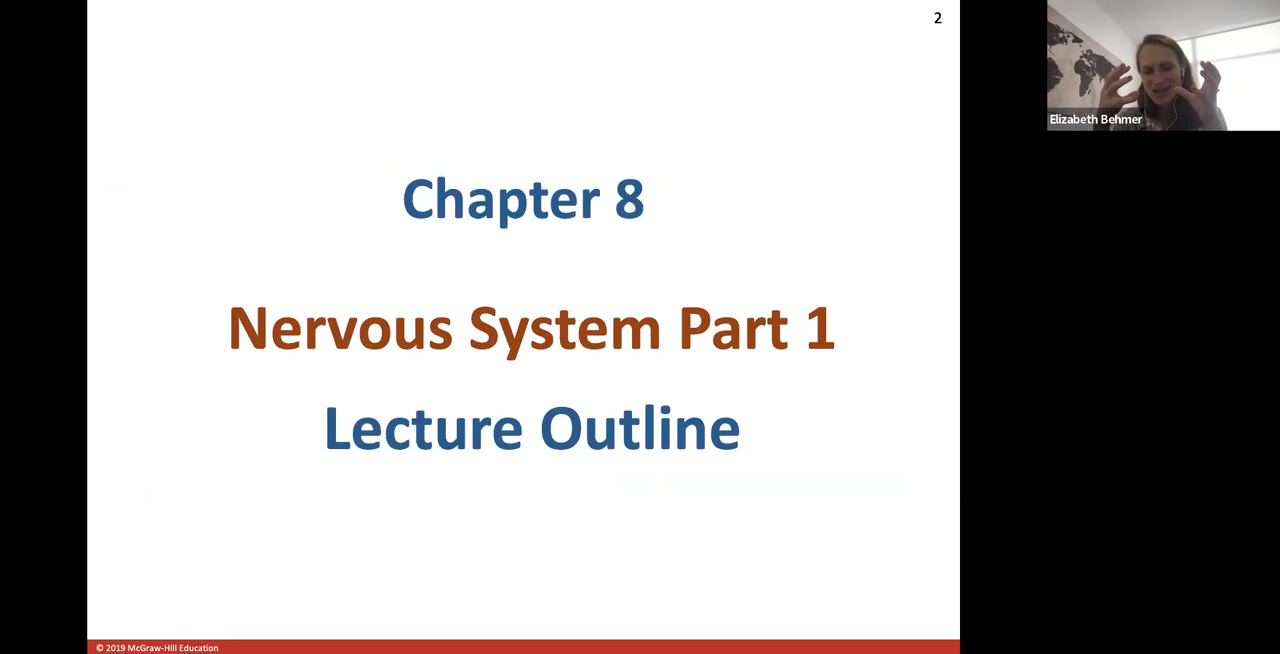 2
Elizabeth Behmer
Chapter 8
Nervous System Part 1
Lecture Outline
© 2019 McGraw-Hill Education